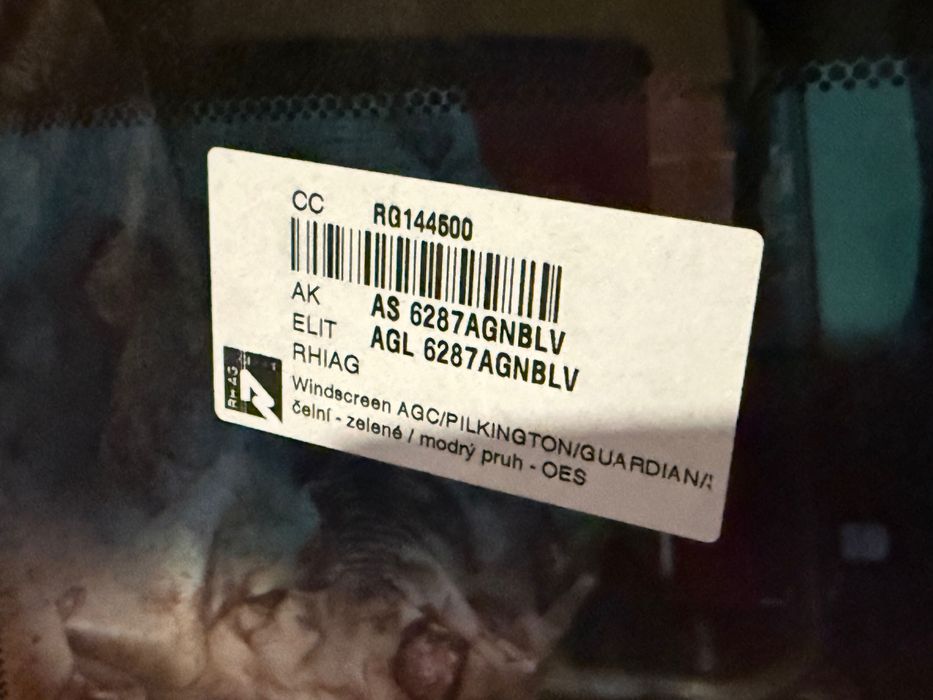 CC RG144500
AK AS 6287AGNBLV
ELIT AGL 6287AGNBLV
RHIAG
Windscreen AGC/PILKINGTON/GUARDIAN/
čelní - zelené / modrý pruh - OES